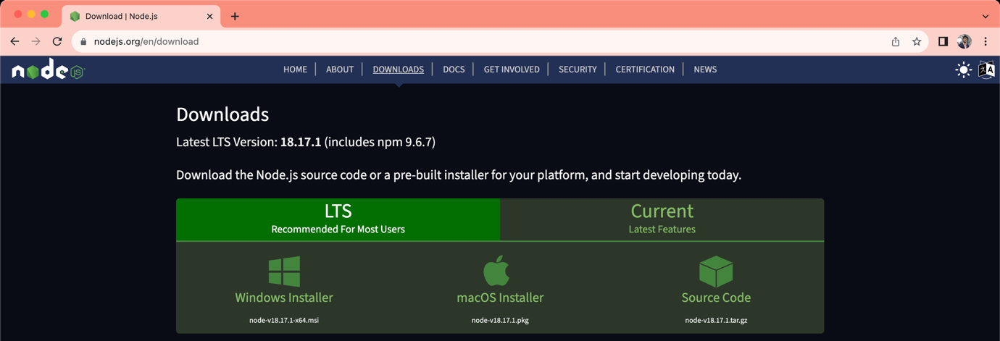 Download | Node.js
nodejs.org/en/download
node JS
HOME ABOUT DOWNLOADS DOCS GET INVOLVED SECURITY CERTIFICATION NEWS
Downloads
Latest LTS Version: 18.17.1 (includes npm 9.6.7)
Download the Node.js source code or a pre-built installer for your platform, and start developing today.
LTS Current
Recommended For Most Users Latest Features
Windows Installer macOS Installer Source Code
node-v18.17.1-x64.msi node-v18.17.1.pkg node-v18.17.1.tar.gz